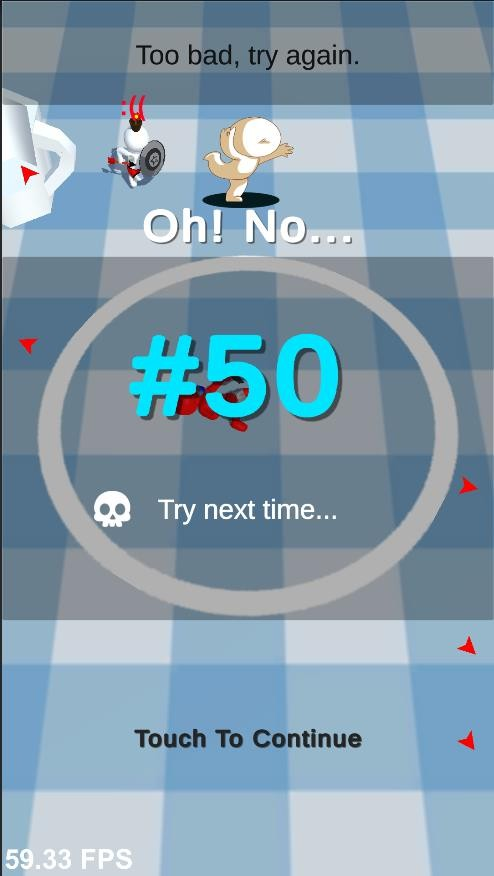 Too bad, try again.
:((
Oh! No...
#50
Try next time...
Touch To Continue
59.33 FPS